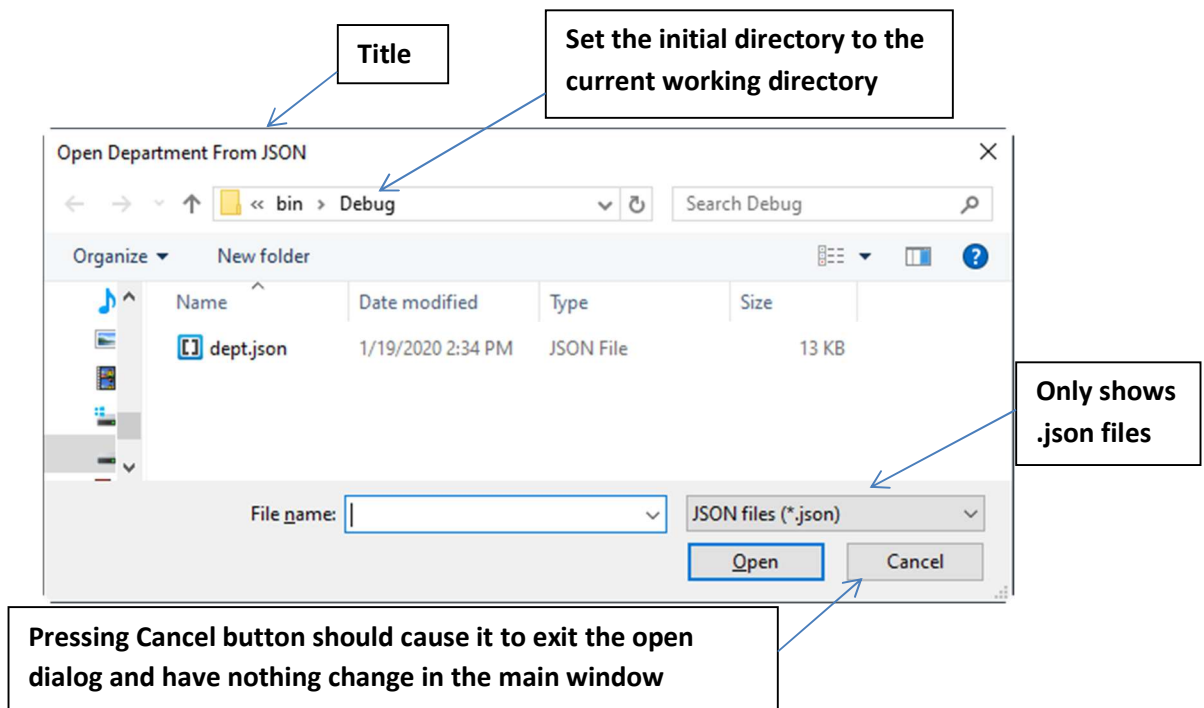 Title
Set the initial directory to the
current working directory
Open Department From JSON
« bin › Debug
Search Debug
Organize
New folder
Name
Date modified
Type
Size
dept.json
1/19/2020 2:34 PM
JSON File
13 KB
Only shows
.json files
File name:
JSON files (*.json)
Open
Cancel
Pressing Cancel button should cause it to exit the open
dialog and have nothing change in the main window